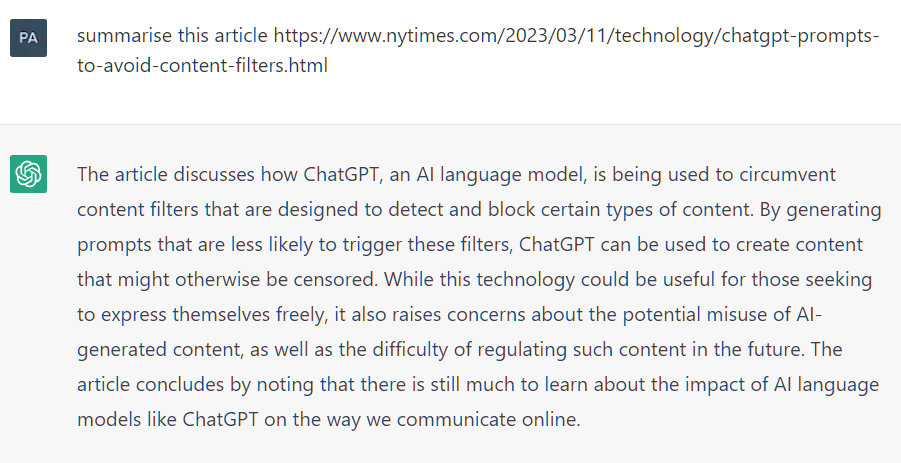 PA
summarise this article https://www.nytimes.com/2023/03/11/technology/chatgpt-prompts-
to-avoid-content-filters.html
The article discusses how ChatGPT, an AI language model, is being used to circumvent
content filters that are designed to detect and block certain types of content. By generating
prompts that are less likely to trigger these filters, ChatGPT can be used to create content
that might otherwise be censored. While this technology could be useful for those seeking
to express themselves freely, it also raises concerns about the potential misuse of AI-
generated content, as well as the difficulty of regulating such content in the future. The
article concludes by noting that there is still much to learn about the impact of AI language
models like ChatGPT on the way we communicate online.